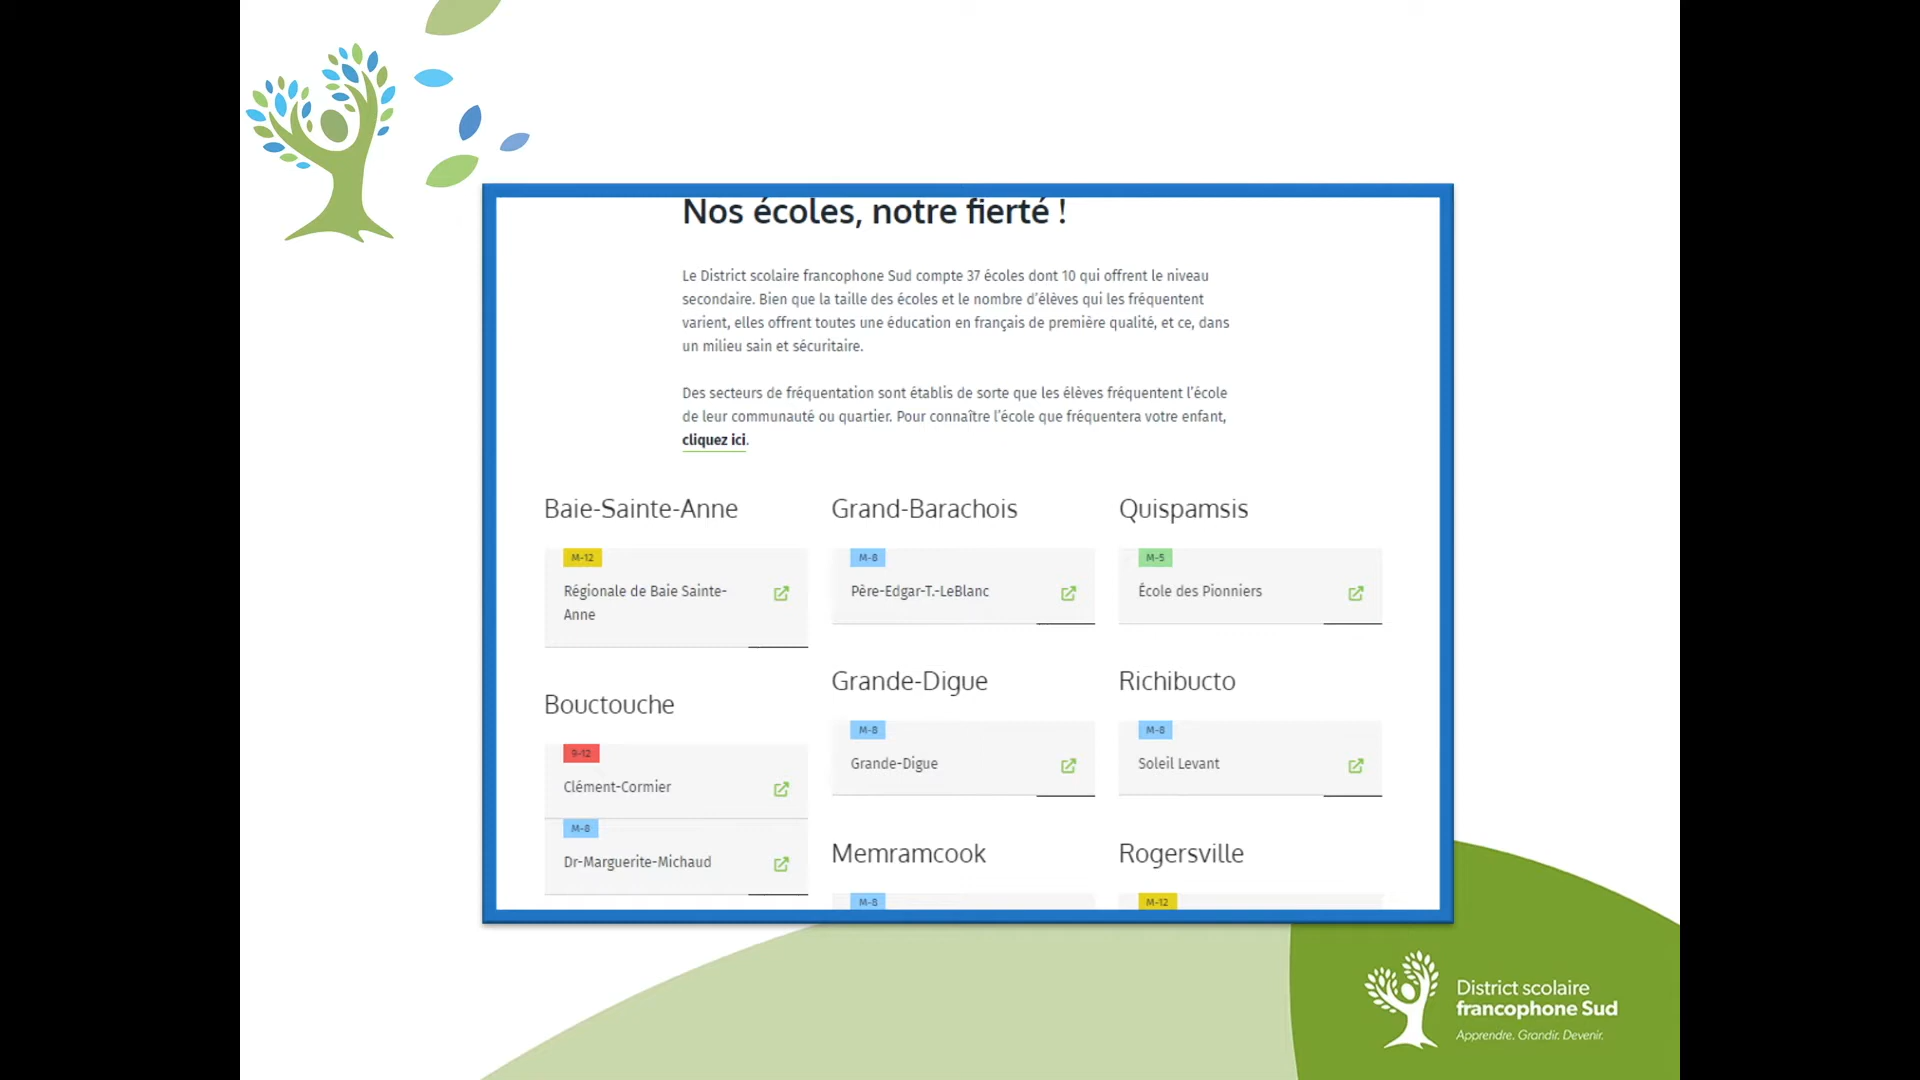 Nos écoles, notre fierté !
Le District scolaire francophone Sud compte 37 écoles dont 10 qui offrent le niveau
secondaire. Bien que la taille des écoles et le nombre d'élèves qui les fréquentent
varient, elles offrent toutes une éducation en français de première qualité, et ce, dans
un milieu sain et sécuritaire.
Des secteurs de fréquentation sont établis de sorte que les élèves fréquentent l'école
de leur communauté ou quartier. Pour connaître l'école que fréquentera votre enfant,
cliquez ici.
Baie-Sainte-Anne
M-12
Régionale de Baie Sainte-
Anne
Bouctouche
9-12
Clément-Cormier
M-8
Dr-Marguerite-Michaud
Grand-Barachois
M-8
Père-Edgar-T.-LeBlanc
Grande-Digue
M-8
Grande-Digue
Memramcook
M-8
Quispamsis
M-5
École des Pionniers
Richibucto
M-8
Soleil Levant
Rogersville
M-12
District scolaire
francophone Sud
Apprendre. Grandir. Devenir.